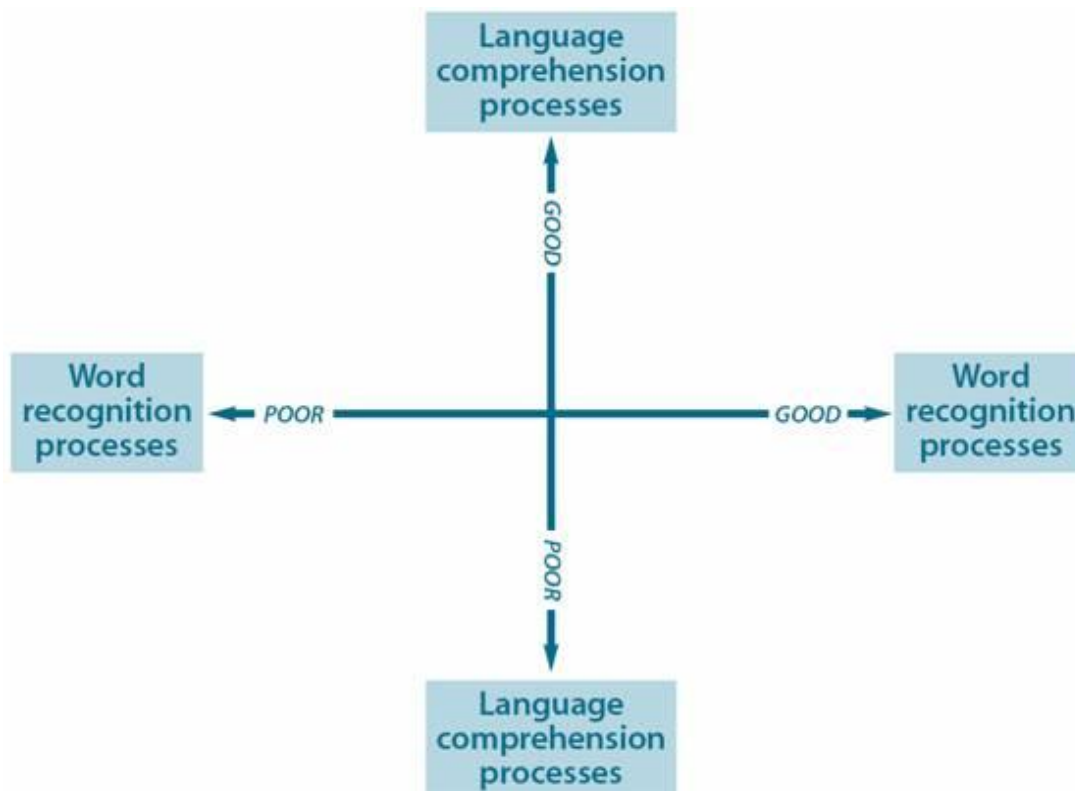 Language
comprehension
processes
GOOD
Word
recognition
processes
POOR
GOOD
Word
recognition
processes
POOR
Language
comprehension
processes